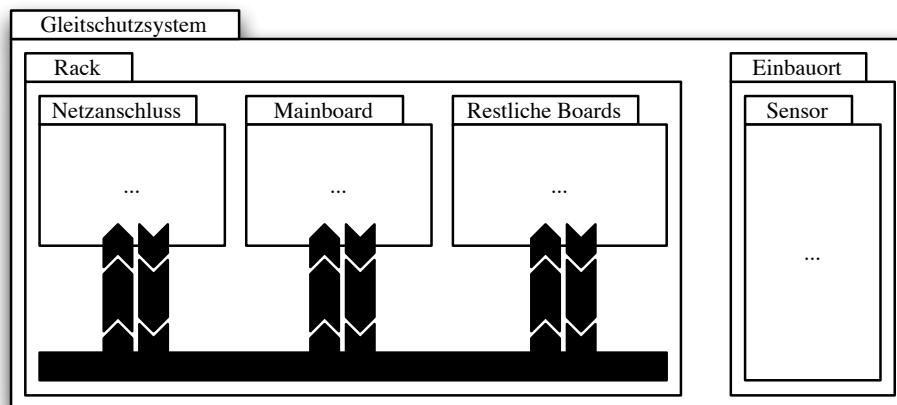 Gleitschutzsystem
Rack
Einbauort
Netzanschluss
Mainboard
Restliche Boards
Sensor
...
...
...
...